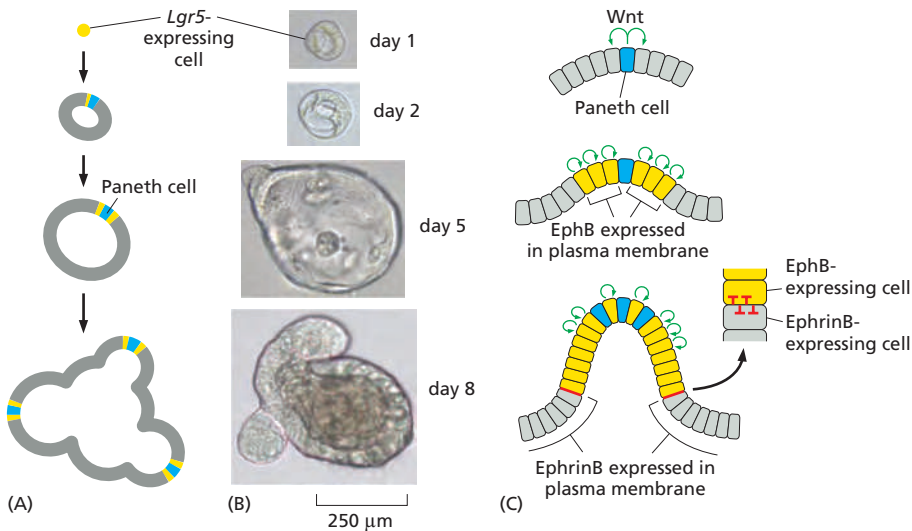 Lgr5-
expressing
cell
Paneth cell
(A)
day 1
day 2
day 5
day 8
(B)
250 µm
Wnt
Paneth cell
EphB expressed
in plasma membrane
EphB-
expressing cell
EphrinB-
expressing cell
EphrinB expressed in
plasma membrane
(C)